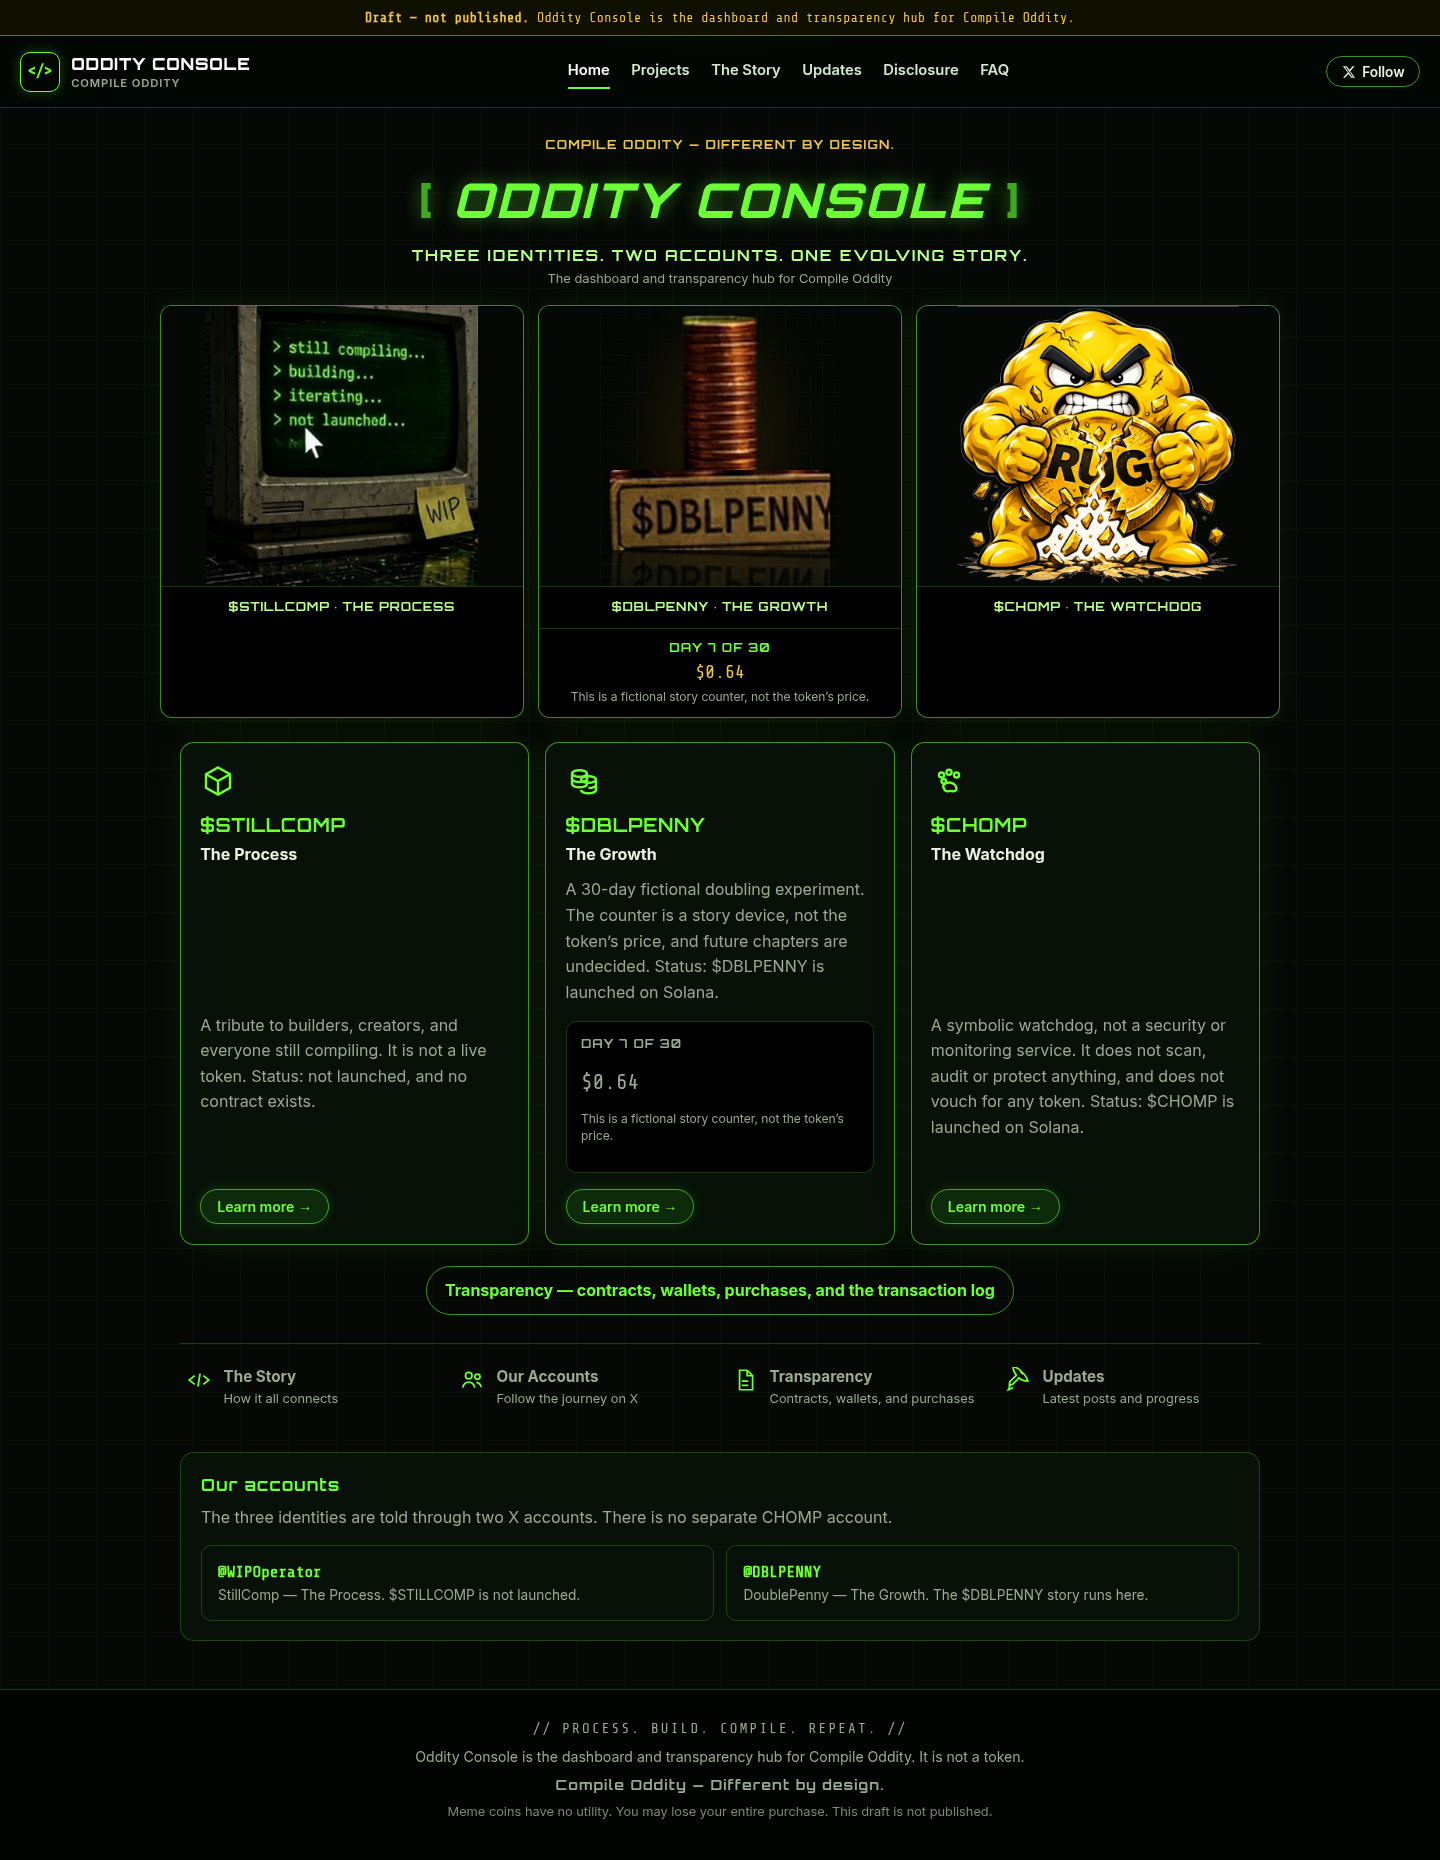 Draft — not published. Oddity Console is the dashboard and transparency hub for Compile Oddity.
</>
ODDITY CONSOLE
COMPILE ODDITY
Home
Projects
The Story
Updates
Disclosure
FAQ
Follow
COMPILE ODDITY — DIFFERENT BY DESIGN.
[ ODDITY CONSOLE ]
THREE IDENTITIES. TWO ACCOUNTS. ONE EVOLVING STORY.
The dashboard and transparency hub for Compile Oddity
> still compiling...
> building...
> iterating...
> not launched...
WIP
$DBLPENNY
RUG
$STILLCOMP · THE PROCESS
$DBLPENNY · THE GROWTH
$CHOMP · THE WATCHDOG
DAY 7 OF 30
$0.64
This is a fictional story counter, not the token’s price.
$STILLCOMP
The Process
A tribute to builders, creators, and
everyone still compiling. It is not a live
token. Status: not launched, and no
contract exists.
Learn more →
$DBLPENNY
The Growth
A 30-day fictional doubling experiment.
The counter is a story device, not the
token’s price, and future chapters are
undecided. Status: $DBLPENNY is
launched on Solana.
DAY 7 OF 30
$0.64
This is a fictional story counter, not the token’s
price.
Learn more →
$CHOMP
The Watchdog
A symbolic watchdog, not a security or
monitoring service. It does not scan,
audit or protect anything, and does not
vouch for any token. Status: $CHOMP is
launched on Solana.
Learn more →
Transparency — contracts, wallets, purchases, and the transaction log
The Story
How it all connects
Our Accounts
Follow the journey on X
Transparency
Contracts, wallets, and purchases
Updates
Latest posts and progress
Our accounts
The three identities are told through two X accounts. There is no separate CHOMP account.
@WIPOperator
StillComp — The Process. $STILLCOMP is not launched.
@DBLPENNY
DoublePenny — The Growth. The $DBLPENNY story runs here.
// PROCESS. BUILD. COMPILE. REPEAT. //
Oddity Console is the dashboard and transparency hub for Compile Oddity. It is not a token.
Compile Oddity — Different by design.
Meme coins have no utility. You may lose your entire purchase. This draft is not published.